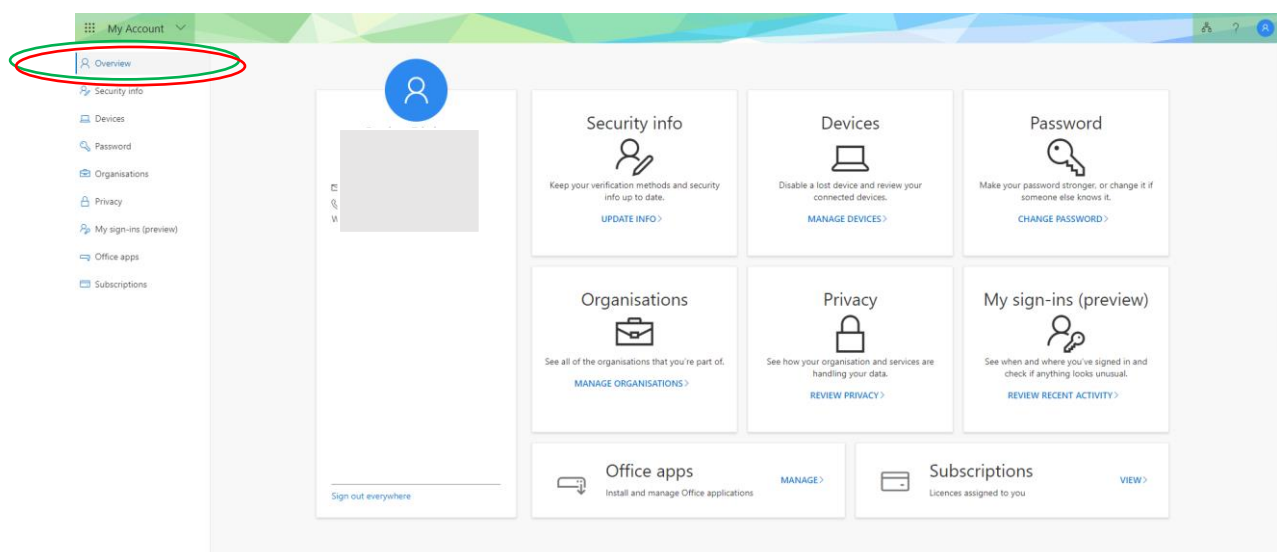 My Account
Overview
Security info
Devices
Password
Organisations
Privacy
My sign-ins (preview)
Office apps
Subscriptions
Sign out everywhere
Security info
Keep your verification methods and security
info up to date.
UPDATE INFO >
Devices
Disable a lost device and review your
connected devices.
MANAGE DEVICES >
Password
Make your password stronger, or change it if
someone else knows it.
CHANGE PASSWORD >
Organisations
See all of the organisations that you're part of.
MANAGE ORGANISATIONS >
Privacy
See how your organisation and services are
handling your data.
REVIEW PRIVACY >
My sign-ins (preview)
See when and where you've signed in and
check if anything looks unusual.
REVIEW RECENT ACTIVITY >
Office apps
Install and manage Office applications
MANAGE >
Subscriptions
Licences assigned to you
VIEW >